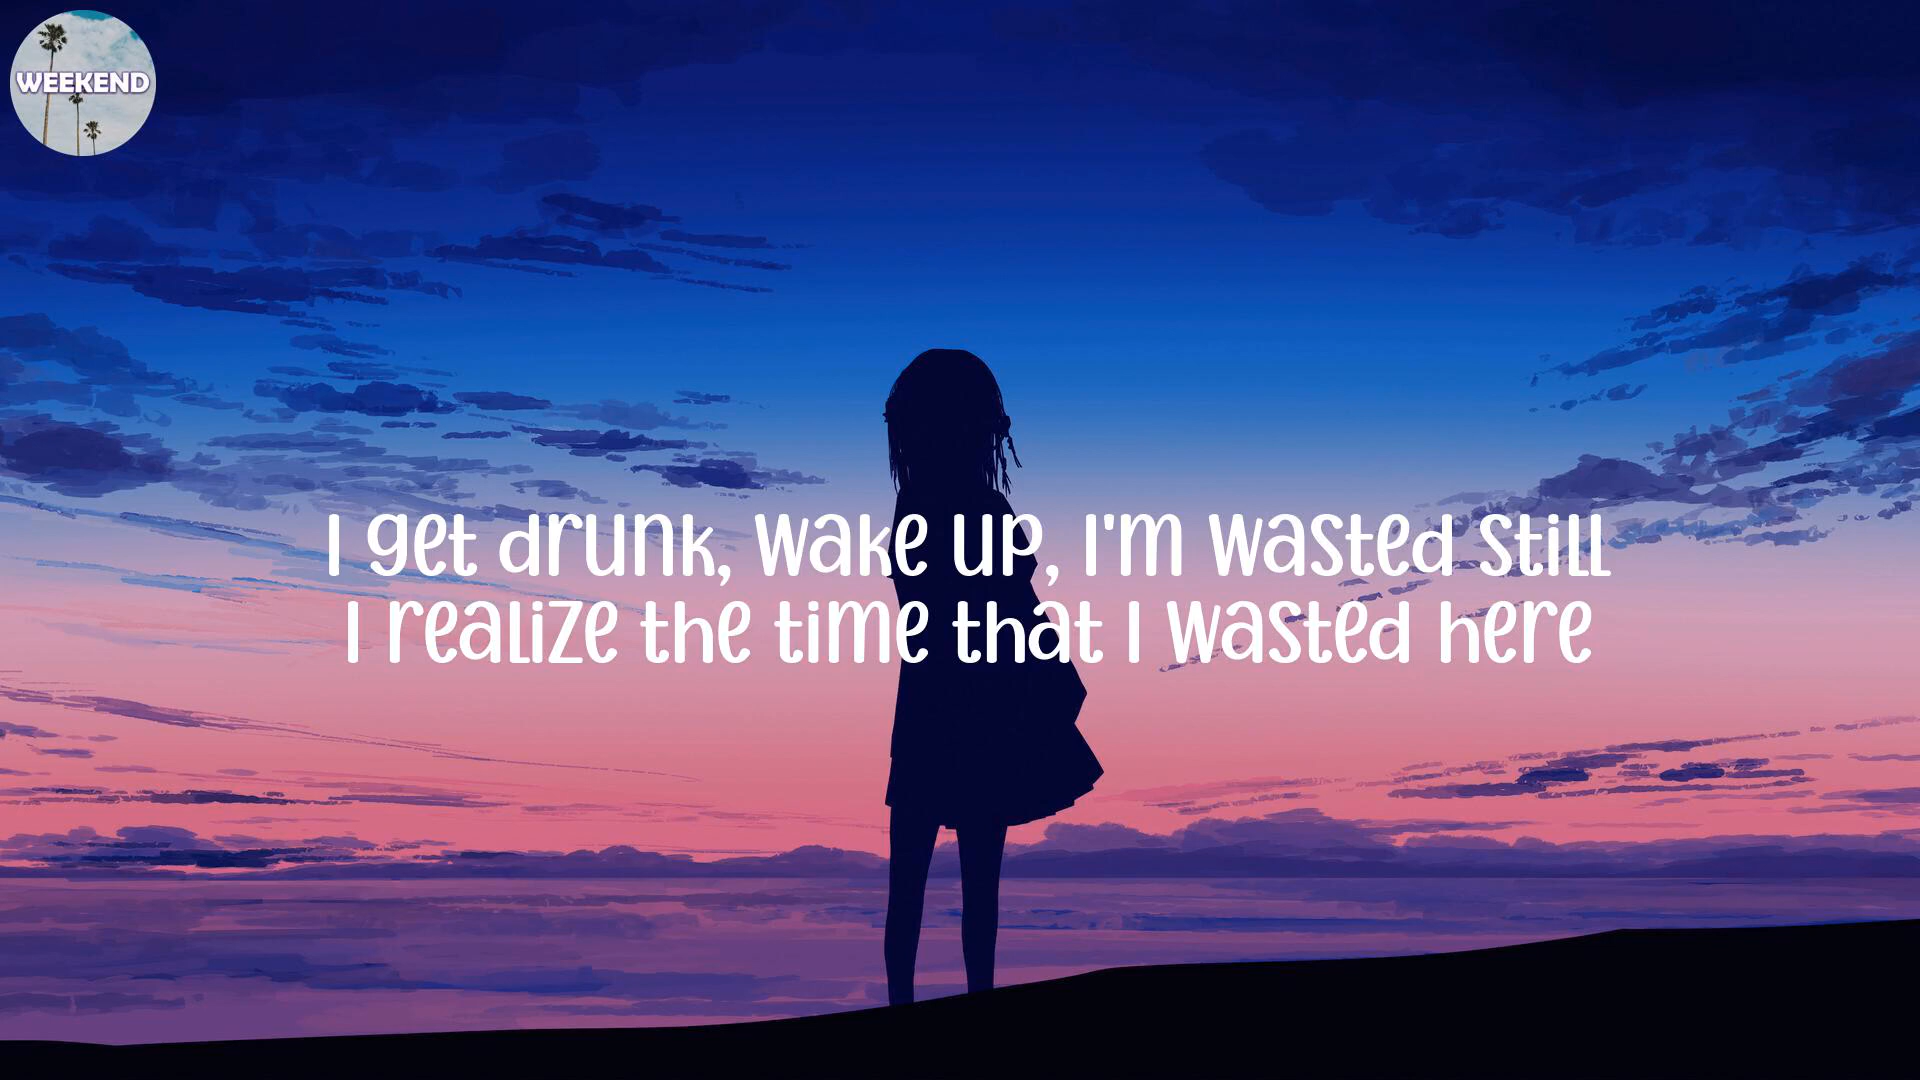 WEEKEND
I get drunk, wake up, I'm wasted still
I realize the time that I wasted here